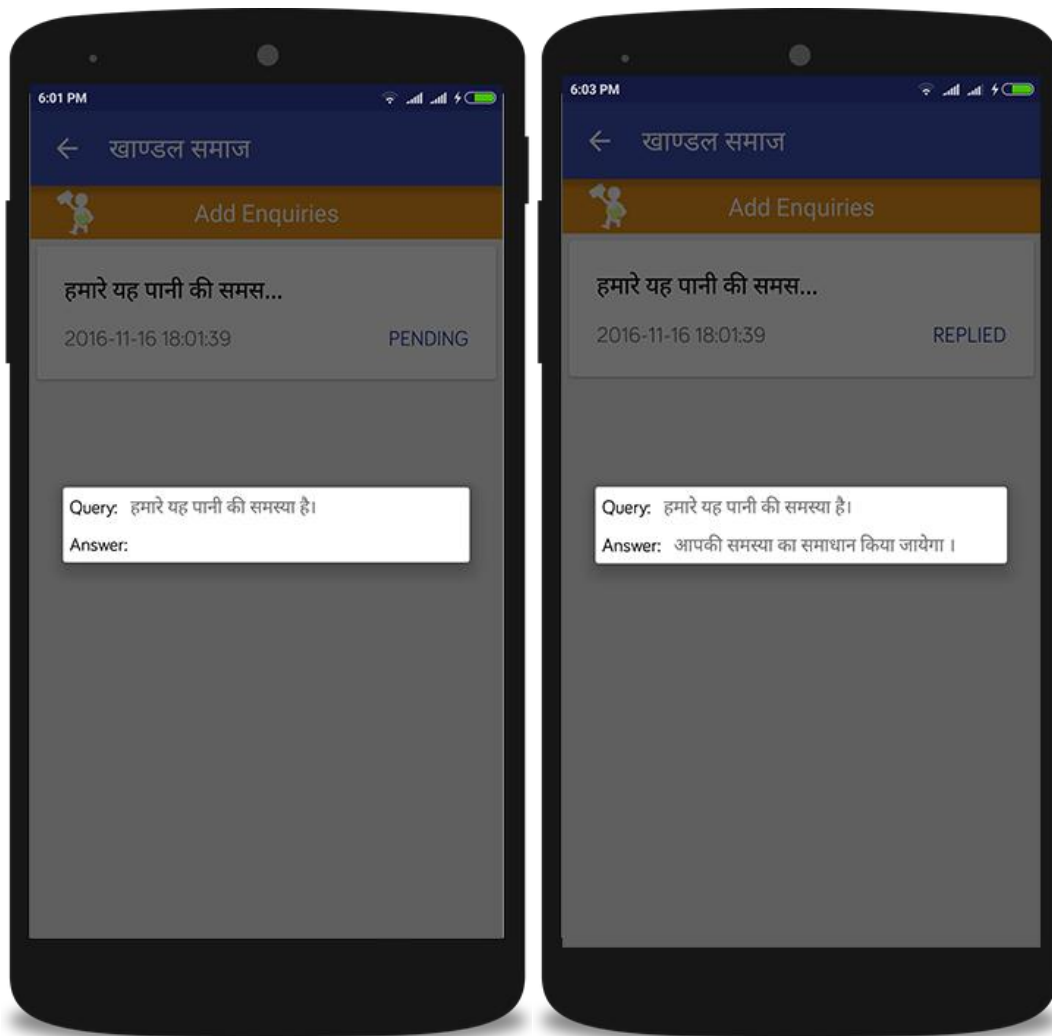 6:01 PM
खाण्डल समाज
Add Enquiries
हमारे यह पानी की समस...
2016-11-16 18:01:39 PENDING
Query: हमारे यह पानी की समस्या है।
Answer:
6:03 PM
खाण्डल समाज
Add Enquiries
हमारे यह पानी की समस...
2016-11-16 18:01:39 REPLIED
Query: हमारे यह पानी की समस्या है।
Answer: आपकी समस्या का समाधान किया जायेगा ।